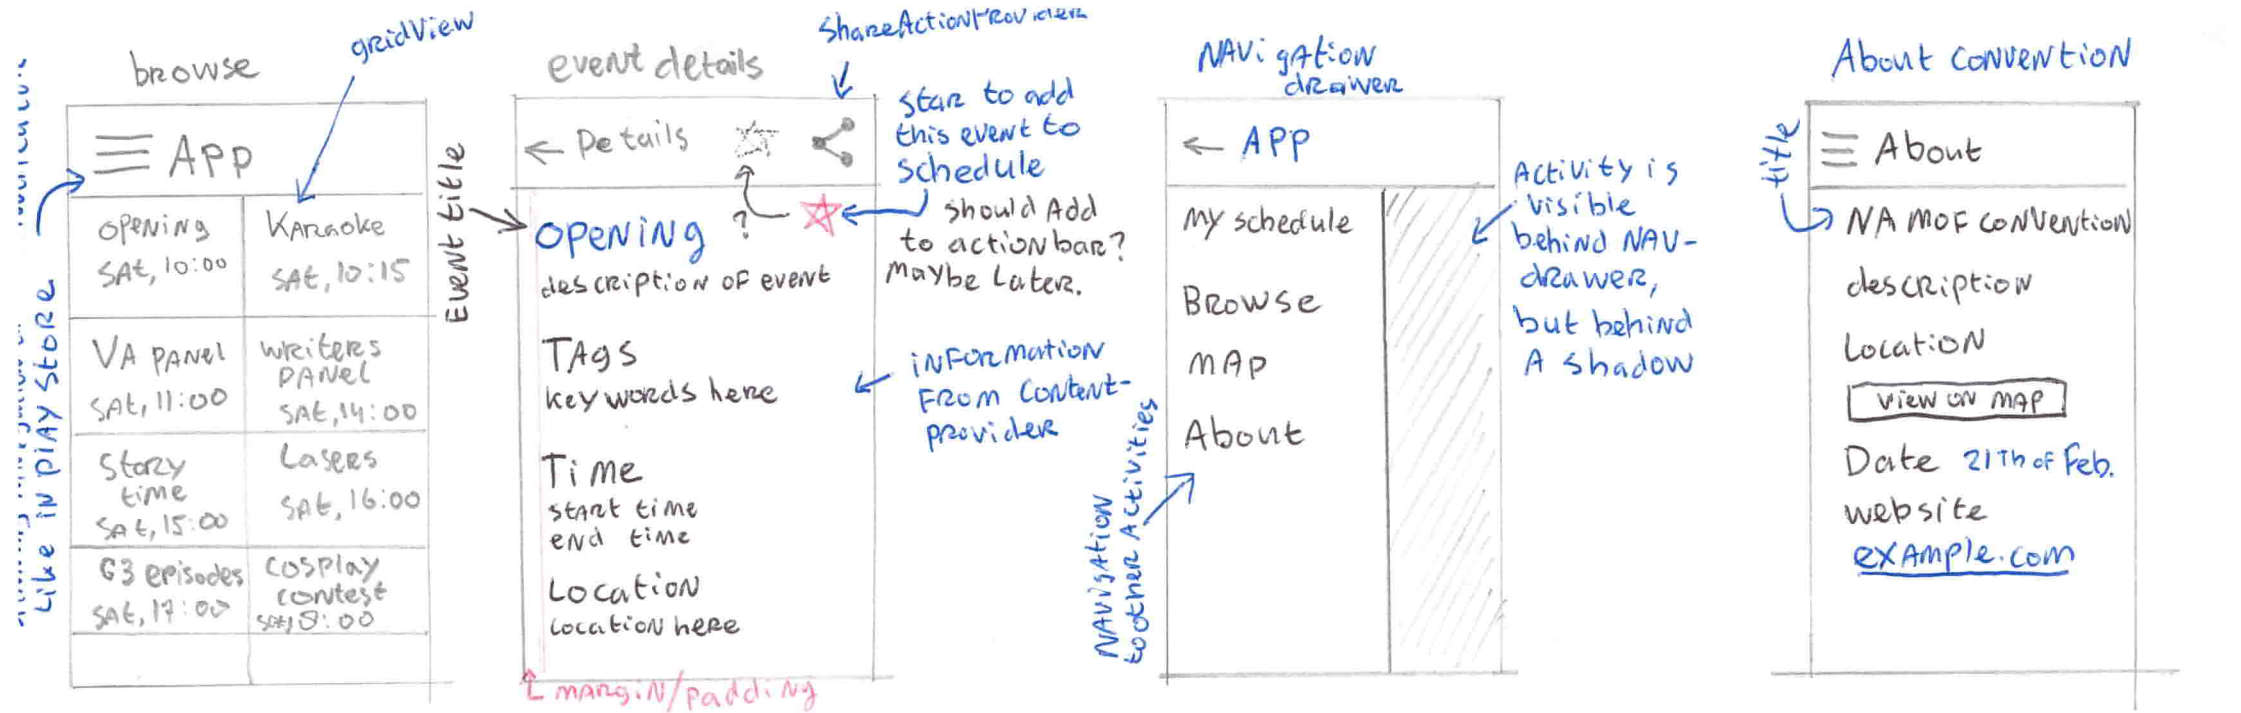 browse
gridView
Like in play store
App
opening
SAt, 10:00
Karaoke
SAt, 10:15
VA panel
SAt, 11:00
writers
panel
SAt, 14:00
Story
time
SAt, 15:00
Lasers
SAt, 16:00
G3 episodes
SAt, 17:00
cosplay
contest
event details
ShareActionProvider
Event title
Details
opening
?
description of event
Tags
key words here
Time
start time
end time
Location
Location here
margin/padding
Star to add
this event to
schedule
should Add
to actionbar?
maybe Later.
information
from content-
provider
Navigation
drawer
APP
My schedule
Browse
map
About
Navigation
to other Activities
Activity is
visible
behind NAV-
drawer,
but behind
A shadow
About convention
title
About
NAMOF convention
description
Location
view on map
Date 21Th of Feb.
website
example.com